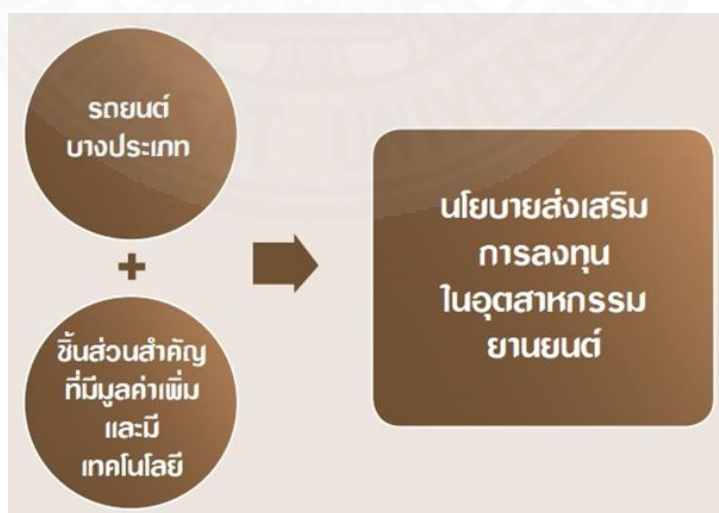 รถยนต์
บางประเภท
+
ชิ้นส่วนสำคัญ
ที่มีมูลค่าเพิ่ม
และมี
เทคโนโลยี
นโยบายส่งเสริม
การลงทุน
ในอุตสาหกรรม
ยานยนต์